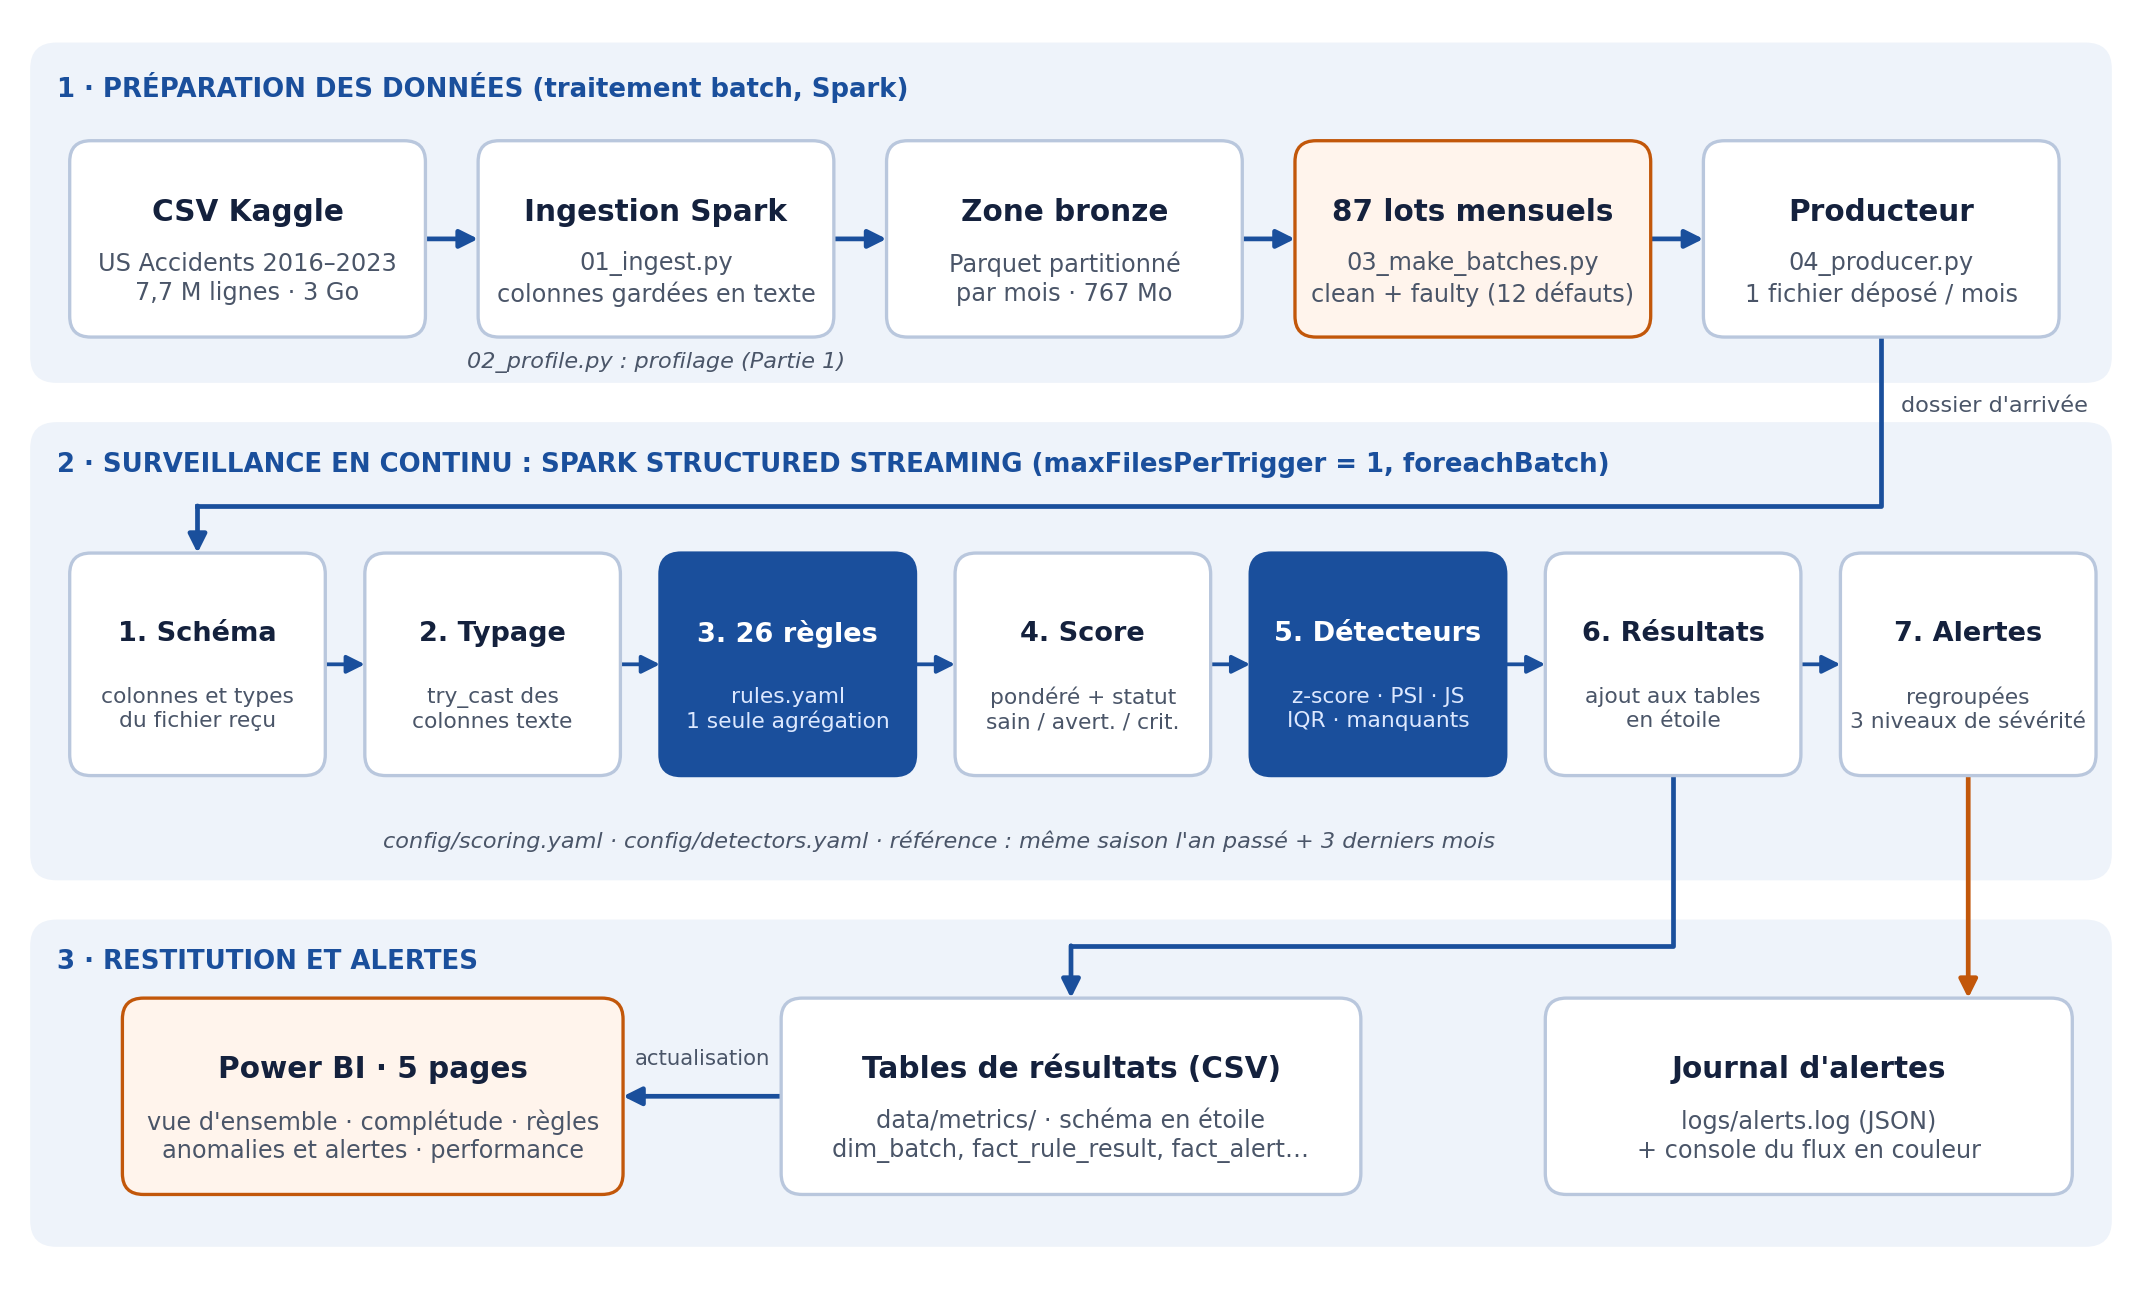 1 · PRÉPARATION DES DONNÉES (traitement batch, Spark)
CSV Kaggle
US Accidents 2016–2023
7,7 M lignes · 3 Go
Ingestion Spark
01_ingest.py
colonnes gardées en texte
Zone bronze
Parquet partitionné
par mois · 767 Mo
87 lots mensuels
03_make_batches.py
clean + faulty (12 défauts)
Producteur
04_producer.py
1 fichier déposé / mois
02_profile.py : profilage (Partie 1)
dossier d'arrivée
2 · SURVEILLANCE EN CONTINU : SPARK STRUCTURED STREAMING (maxFilesPerTrigger = 1, foreachBatch)
1. Schéma
colonnes et types
du fichier reçu
2. Typage
try_cast des
colonnes texte
3. 26 règles
rules.yaml
1 seule agrégation
4. Score
pondéré + statut
sain / avert. / crit.
5. Détecteurs
z-score · PSI · JS
IQR · manquants
6. Résultats
ajout aux tables
en étoile
7. Alertes
regroupées
3 niveaux de sévérité
config/scoring.yaml · config/detectors.yaml · référence : même saison l'an passé + 3 derniers mois
3 · RESTITUTION ET ALERTES
Power BI · 5 pages
vue d'ensemble · complétude · règles
anomalies et alertes · performance
actualisation
Tables de résultats (CSV)
data/metrics/ · schéma en étoile
dim_batch, fact_rule_result, fact_alert…
Journal d'alertes
logs/alerts.log (JSON)
+ console du flux en couleur